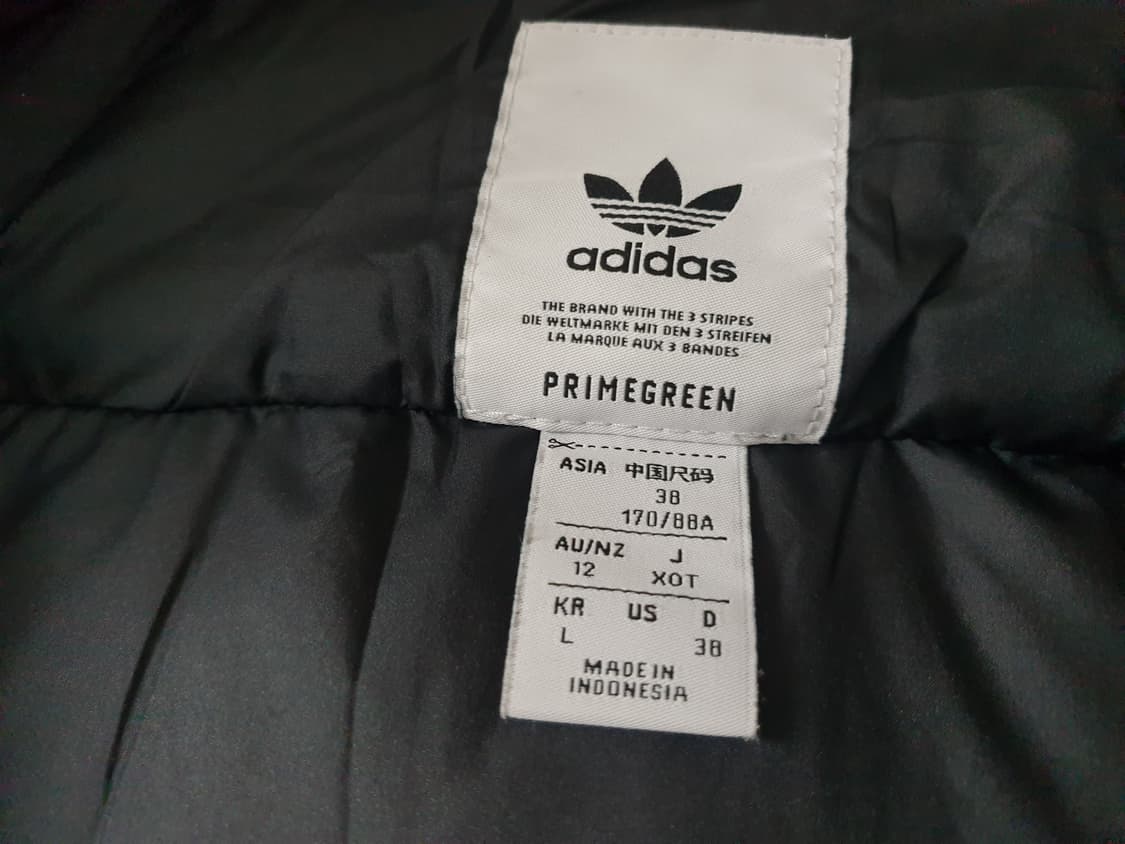 adidas
THE BRAND WITH THE 3 STRIPES
DIE WELTMARKE MIT DEN 3 STREIFEN
LA MARQUE AUX 3 BANDES
PRIMEGREEN
ASIA 中国尺码
38
170/88A
AU/NZ J
12 XOT
KR US D
L 38
MADE IN
INDONESIA